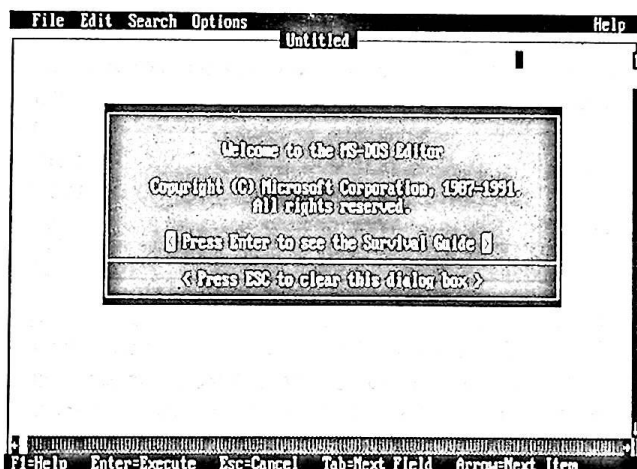 File Edit Search Options Help
Untitled
Welcome to the MS-DOS Editor
Copyright (C) Microsoft Corporation, 1987-1991.
All rights reserved.
< Press Enter to see the Survival Guide >
< Press ESC to clear this dialog box >
F1=Help Enter=Execute Esc=Cancel Tab=Next Field Arrow=Next Item